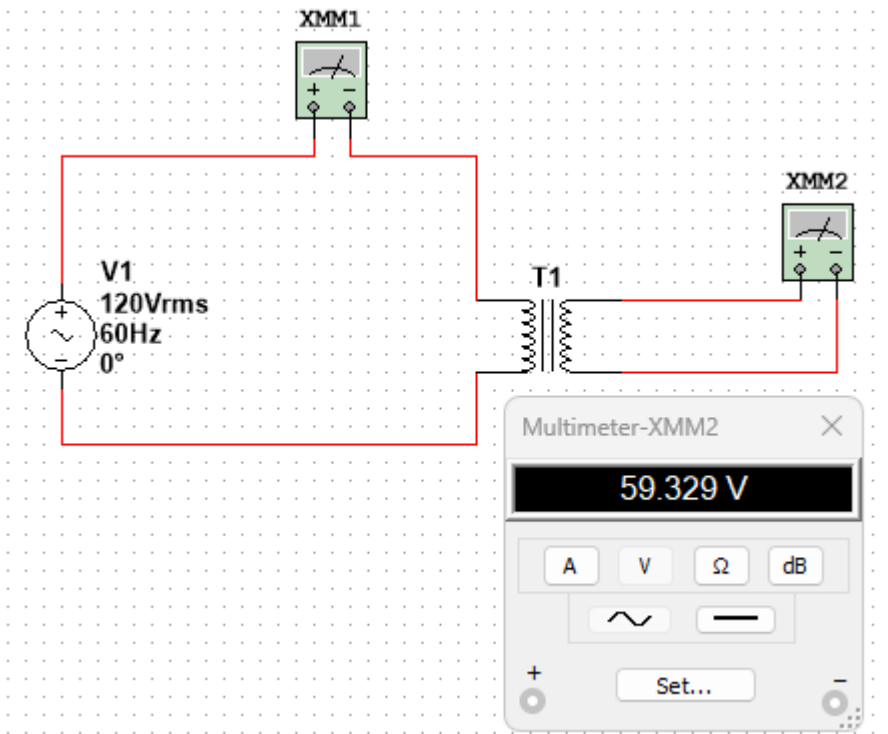 XMM1
+ −
XMM2
+ −
V1
120Vrms
60Hz
0°
+
−
T1
Multimeter-XMM2
59.329 V
A V Ω dB
+ Set... −